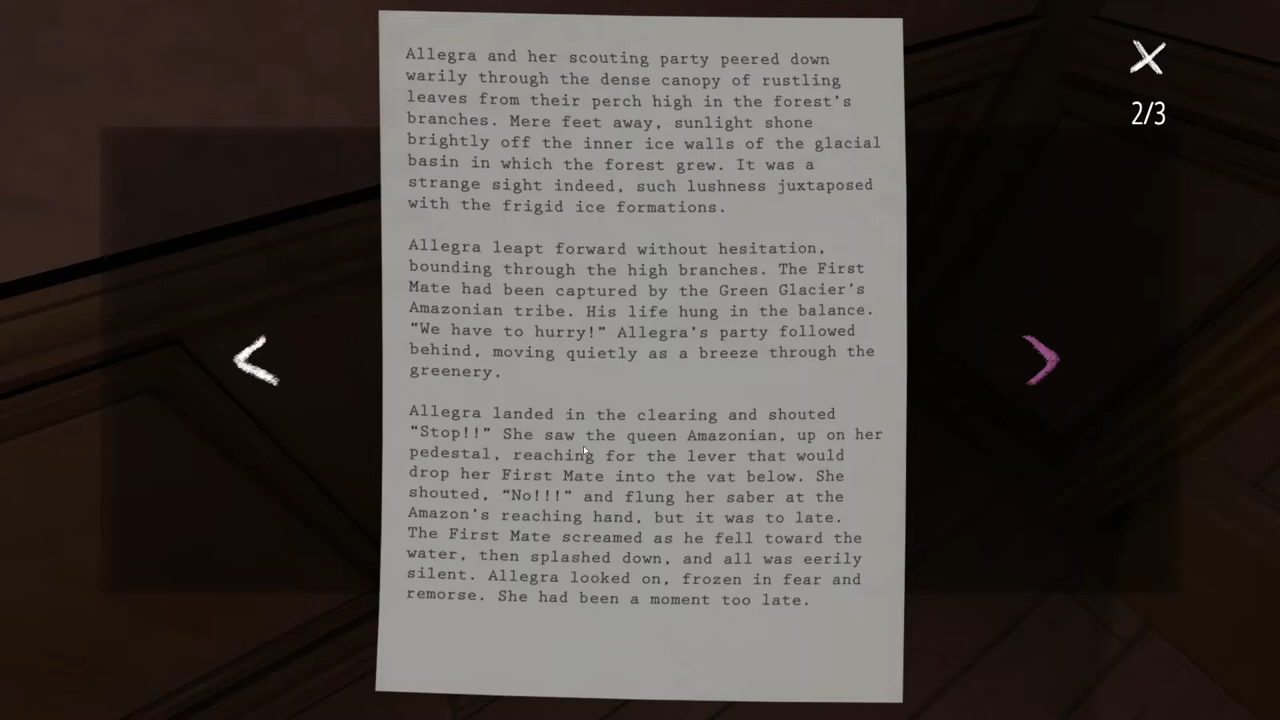 Allegra and her scouting party peered down
warily through the dense canopy of rustling
leaves from their perch high in the forest's
branches. Mere feet away, sunlight shone
brightly off the inner ice walls of the glacial
basin in which the forest grew. It was a
strange sight indeed, such lushness juxtaposed
with the frigid ice formations.
Allegra leapt forward without hesitation,
bounding through the high branches. The First
Mate had been captured by the Green Glacier's
Amazonian tribe. His life hung in the balance.
“We have to hurry!” Allegra's party followed
behind, moving quietly as a breeze through the
greenery.
Allegra landed in the clearing and shouted
“Stop!!” She saw the queen Amazonian, up on her
pedestal, reaching for the lever that would
drop her First Mate into the vat below. She
shouted, “No!!!” and flung her saber at the
Amazon's reaching hand, but it was to late.
The First Mate screamed as he fell toward the
water, then splashed down, and all was eerily
silent. Allegra looked on, frozen in fear and
remorse. She had been a moment too late.
2/3